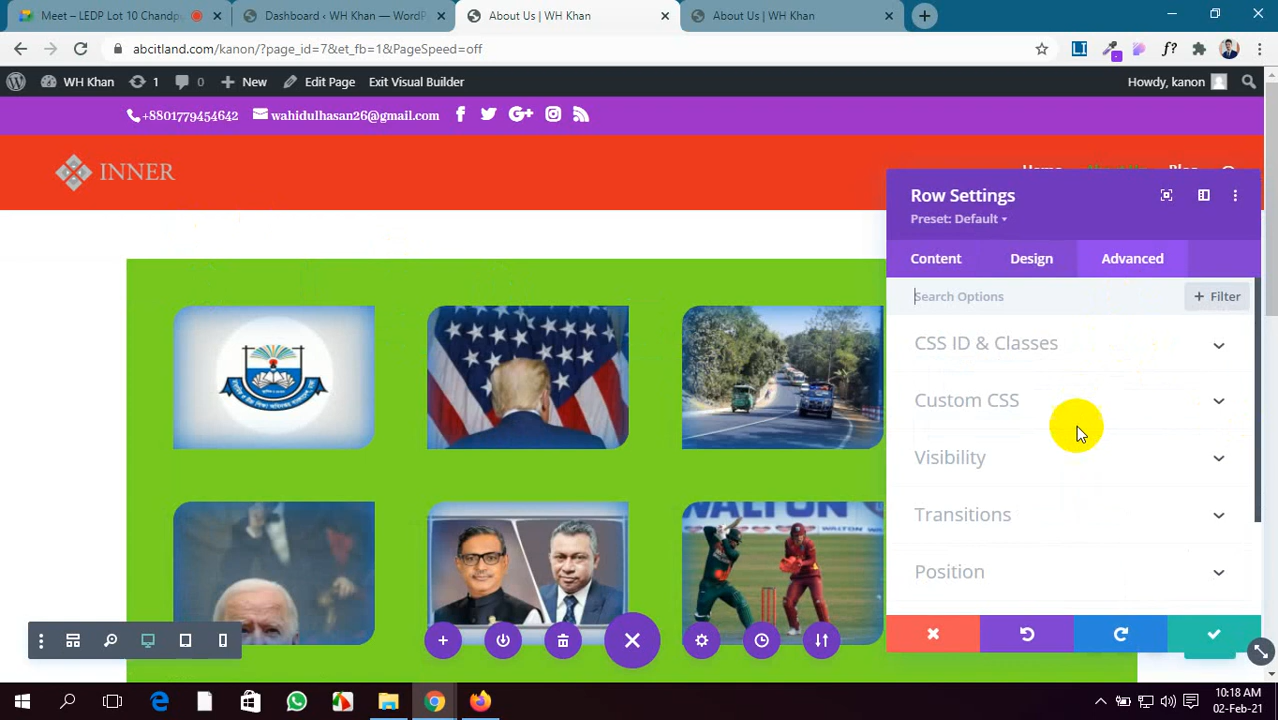 Meet – LEDP Lot 10 Chandp
Dashboard ‹ WH Khan — WordP
About Us | WH Khan
About Us | WH Khan
abcitland.com/kanon/?page_id=7&et_fb=1&PageSpeed=off
WH Khan
1
0
New
Edit Page
Exit Visual Builder
Howdy, kanon
+8801779454642
wahidulhasan26@gmail.com
INNER
Row Settings
Preset: Default
Content
Design
Advanced
Search Options
+ Filter
CSS ID & Classes
Custom CSS
Visibility
Transitions
Position
WALTON
WALTON
10:18 AM
02-Feb-21